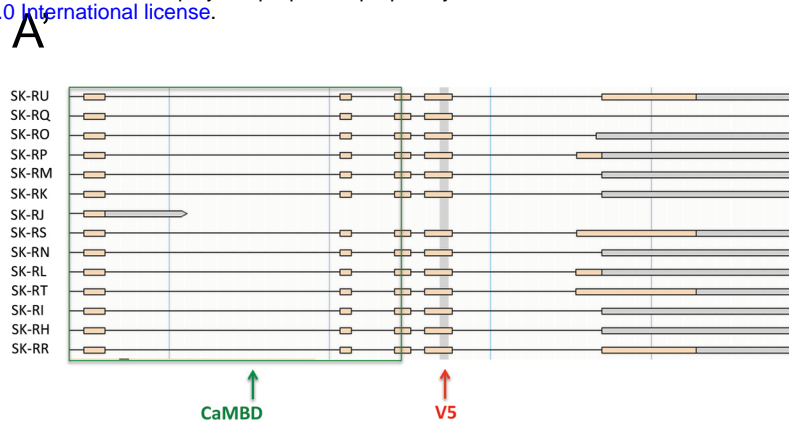 .0 International license.
A'
SK-RU
SK-RQ
SK-RO
SK-RP
SK-RM
SK-RK
SK-RJ
SK-RS
SK-RN
SK-RL
SK-RT
SK-RI
SK-RH
SK-RR
CaMBD V5